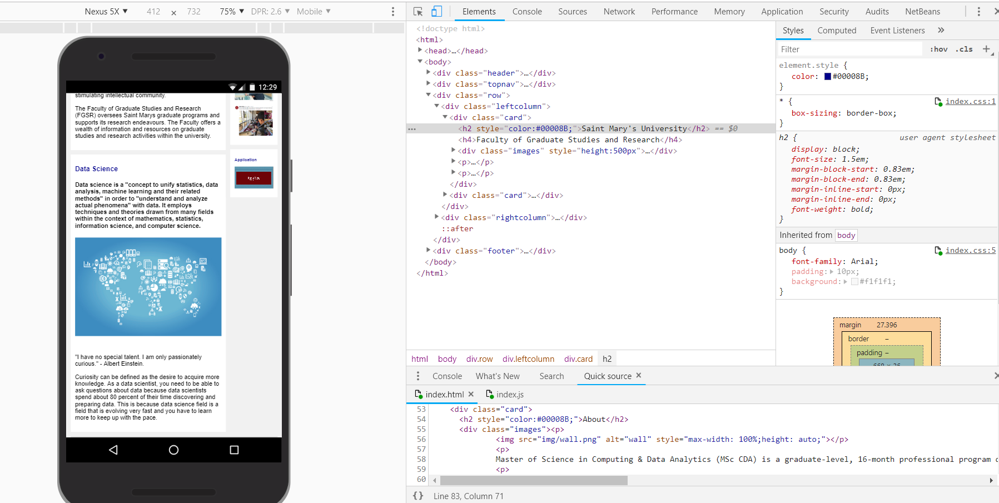 Nexus 5X ▼ 412 × 732 75% ▼ DPR: 2.6 ▼ Mobile ▼
12:29
stimulating intellectual community.
The Faculty of Graduate Studies and Research
(FGSR) oversees Saint Marys graduate programs and
supports its research endeavours. The Faculty offers a
wealth of information and resources on graduate
studies and research activities within the university.
Data Science
Data science is a "concept to unify statistics, data
analysis, machine learning and their related
methods" in order to "understand and analyze
actual phenomena" with data. It employs
techniques and theories drawn from many fields
within the context of mathematics, statistics,
information science, and computer science.
"I have no special talent. I am only passionately
curious." - Albert Einstein.
Curiosity can be defined as the desire to acquire more
knowledge. As a data scientist, you need to be able to
ask questions about data because data scientists
spend about 80 percent of their time discovering and
preparing data. This is because data science field is a
field that is evolving very fast and you have to learn
more to keep up with the pace.
Application
Apply Now
Elements Console Sources Network Performance Memory Application Security Audits NetBeans
<!doctype html>
<html>
<head>…</head>
<body>
<div class="header">…</div>
<div class="topnav">…</div>
<div class="row">
<div class="leftcolumn">
<div class="card">
<h2 style="color:#00008B;">Saint Mary's University</h2> == $0
<h4>Faculty of Graduate Studies and Research</h4>
<div class="images" style="height:500px">…</div>
<p>…</p>
<p>…</p>
</div>
<div class="card">…</div>
</div>
<div class="rightcolumn">…</div>
::after
</div>
<div class="footer">…</div>
</body>
</html>
html body div.row div.leftcolumn div.card h2
Styles Computed Event Listeners »
Filter :hov .cls +
element.style {
color: #00008B;
}
* { index.css:1
box-sizing: border-box;
}
h2 { user agent stylesheet
display: block;
font-size: 1.5em;
margin-block-start: 0.83em;
margin-block-end: 0.83em;
margin-inline-start: 0px;
margin-inline-end: 0px;
font-weight: bold;
}
Inherited from body
body { index.css:5
font-family: Arial;
padding: 10px;
background: #f1f1f1;
}
margin 27.396
border –
padding –
Console What's New Search Quick source ×
index.html × index.js
53 <div class="card">
54 <h2 style="color:#00008B;">About</h2>
55 <div class="images"><p>
56 <img src="img/wall.png" alt="wall" style="max-width: 100%;height: auto;"></p>
57 <p>
58 Master of Science in Computing & Data Analytics (MSc CDA) is a graduate-level, 16-month professional program
59 <p>
60
{} Line 83, Column 71